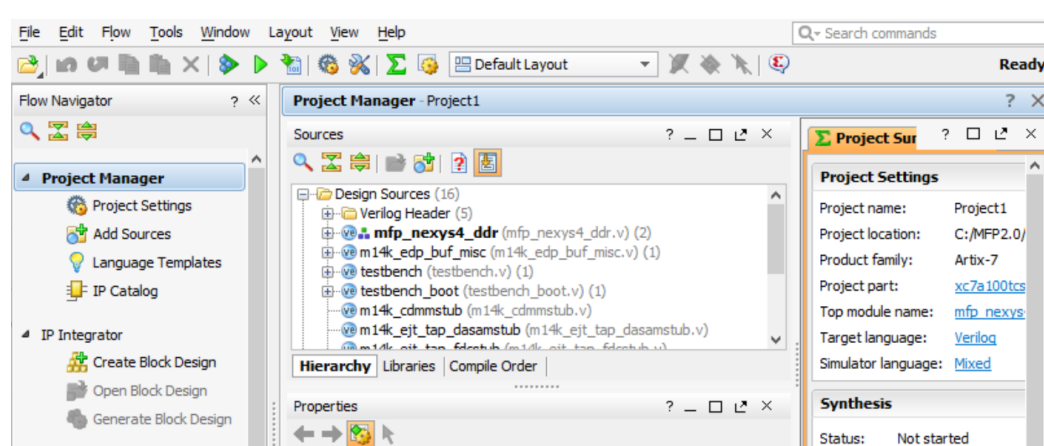 File Edit Flow Tools Window Layout View Help
Search commands
Default Layout
Ready
Flow Navigator ? «
Project Manager
Project Settings
Add Sources
Language Templates
IP Catalog
IP Integrator
Create Block Design
Open Block Design
Generate Block Design
Project Manager - Project1 ?
Sources ?
Design Sources (16)
Verilog Header (5)
mfp_nexys4_ddr (mfp_nexys4_ddr.v) (2)
m14k_edp_buf_misc (m14k_edp_buf_misc.v) (1)
testbench (testbench.v) (1)
testbench_boot (testbench_boot.v) (1)
m14k_cdmmstub (m14k_cdmmstub.v)
m14k_ejt_tap_dasamstub (m14k_ejt_tap_dasamstub.v)
Hierarchy Libraries Compile Order
Properties ?
Σ Project Sur ?
Project Settings
Project name: Project1
Project location: C:/MFP2.0/
Product family: Artix-7
Project part: xc7a100tcs
Top module name: mfp_nexys
Target language: Verilog
Simulator language: Mixed
Synthesis
Status: Not started